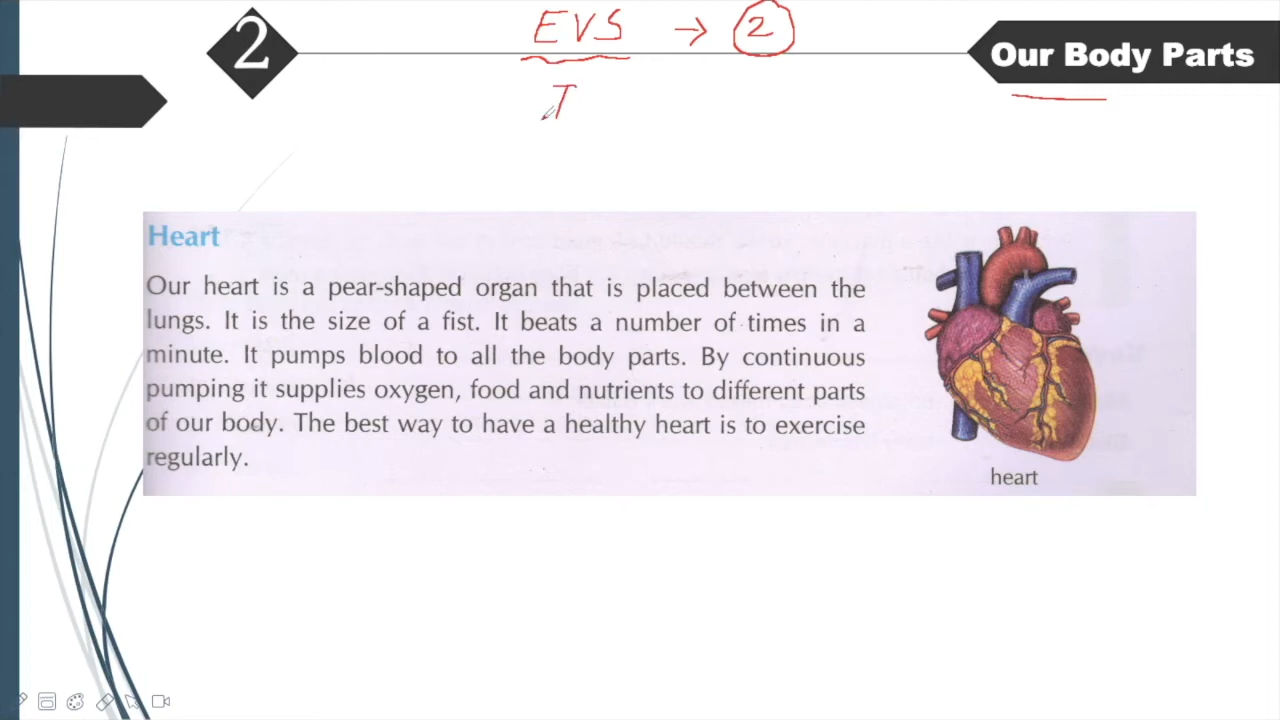 2
EVS → 2
Our Body Parts
T
Heart
Our heart is a pear-shaped organ that is placed between the
lungs. It is the size of a fist. It beats a number of times in a
minute. It pumps blood to all the body parts. By continuous
pumping it supplies oxygen, food and nutrients to different parts
of our body. The best way to have a healthy heart is to exercise
regularly.
heart